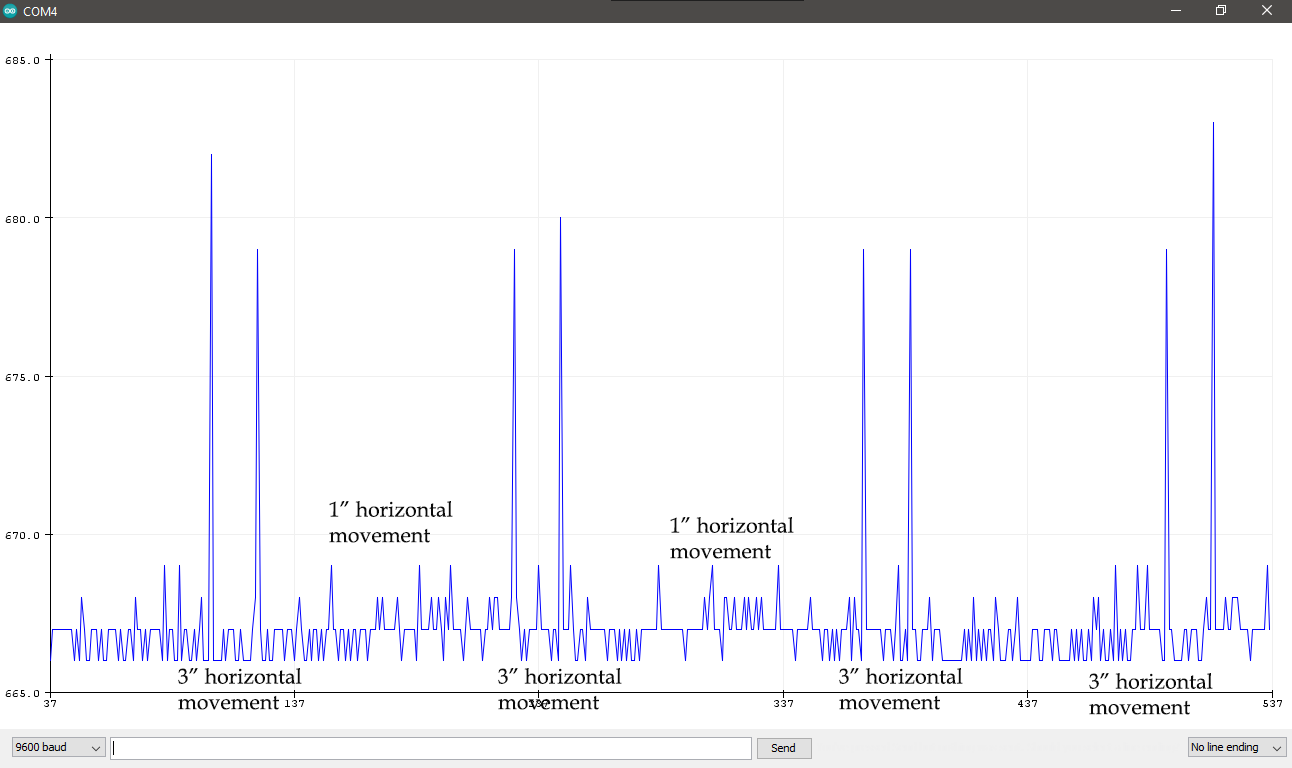 COM4
685.0
680.0
675.0
670.0
665.0
1″ horizontal
movement
1″ horizontal
movement
3″ horizontal
movement
3″ horizontal
movement
3″ horizontal
movement
3″ horizontal
movement
37
137
337
437
537
9600 baud
Send
No line ending